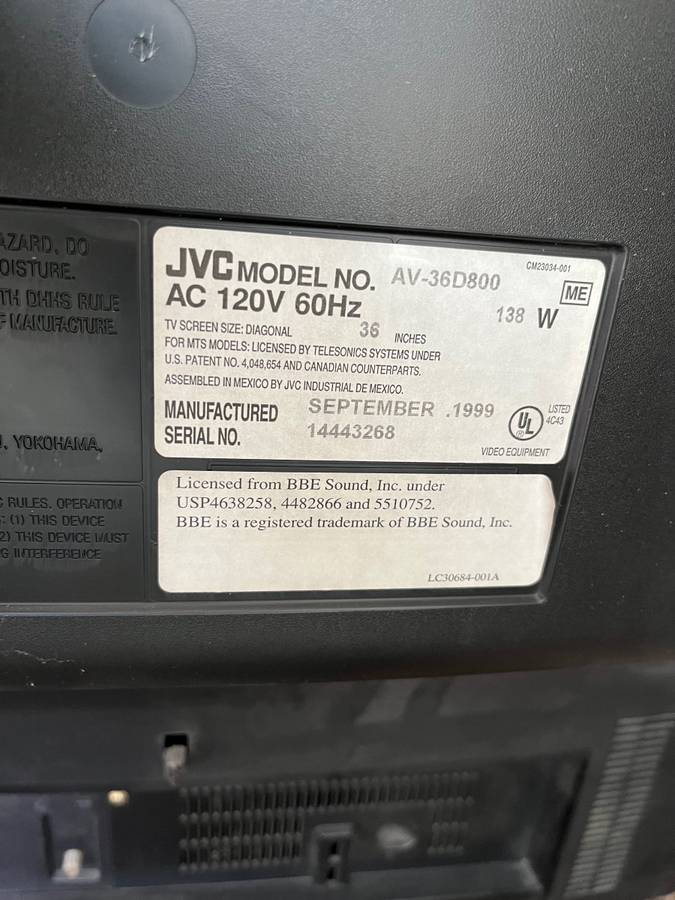 AZARD, DO
OISTURE.
TH DHHS RULE
F MANUFACTURE.
YOKOHAMA,
RULES. OPERATION
: (1) THIS DEVICE
2) THIS DEVICE MUST
G INTERFERENCE
JVC MODEL NO. AV-36D800
CM23034-001
AC 120V 60Hz 138 W ME
TV SCREEN SIZE: DIAGONAL 36 INCHES
FOR MTS MODELS: LICENSED BY TELESONICS SYSTEMS UNDER
U.S. PATENT NO. 4,048,654 AND CANADIAN COUNTERPARTS.
ASSEMBLED IN MEXICO BY JVC INDUSTRIAL DE MEXICO.
MANUFACTURED SEPTEMBER .1999
SERIAL NO. 14443268
UL LISTED
4C43
VIDEO EQUIPMENT
Licensed from BBE Sound, Inc. under
USP4638258, 4482866 and 5510752.
BBE is a registered trademark of BBE Sound, Inc.
LC30684-001A